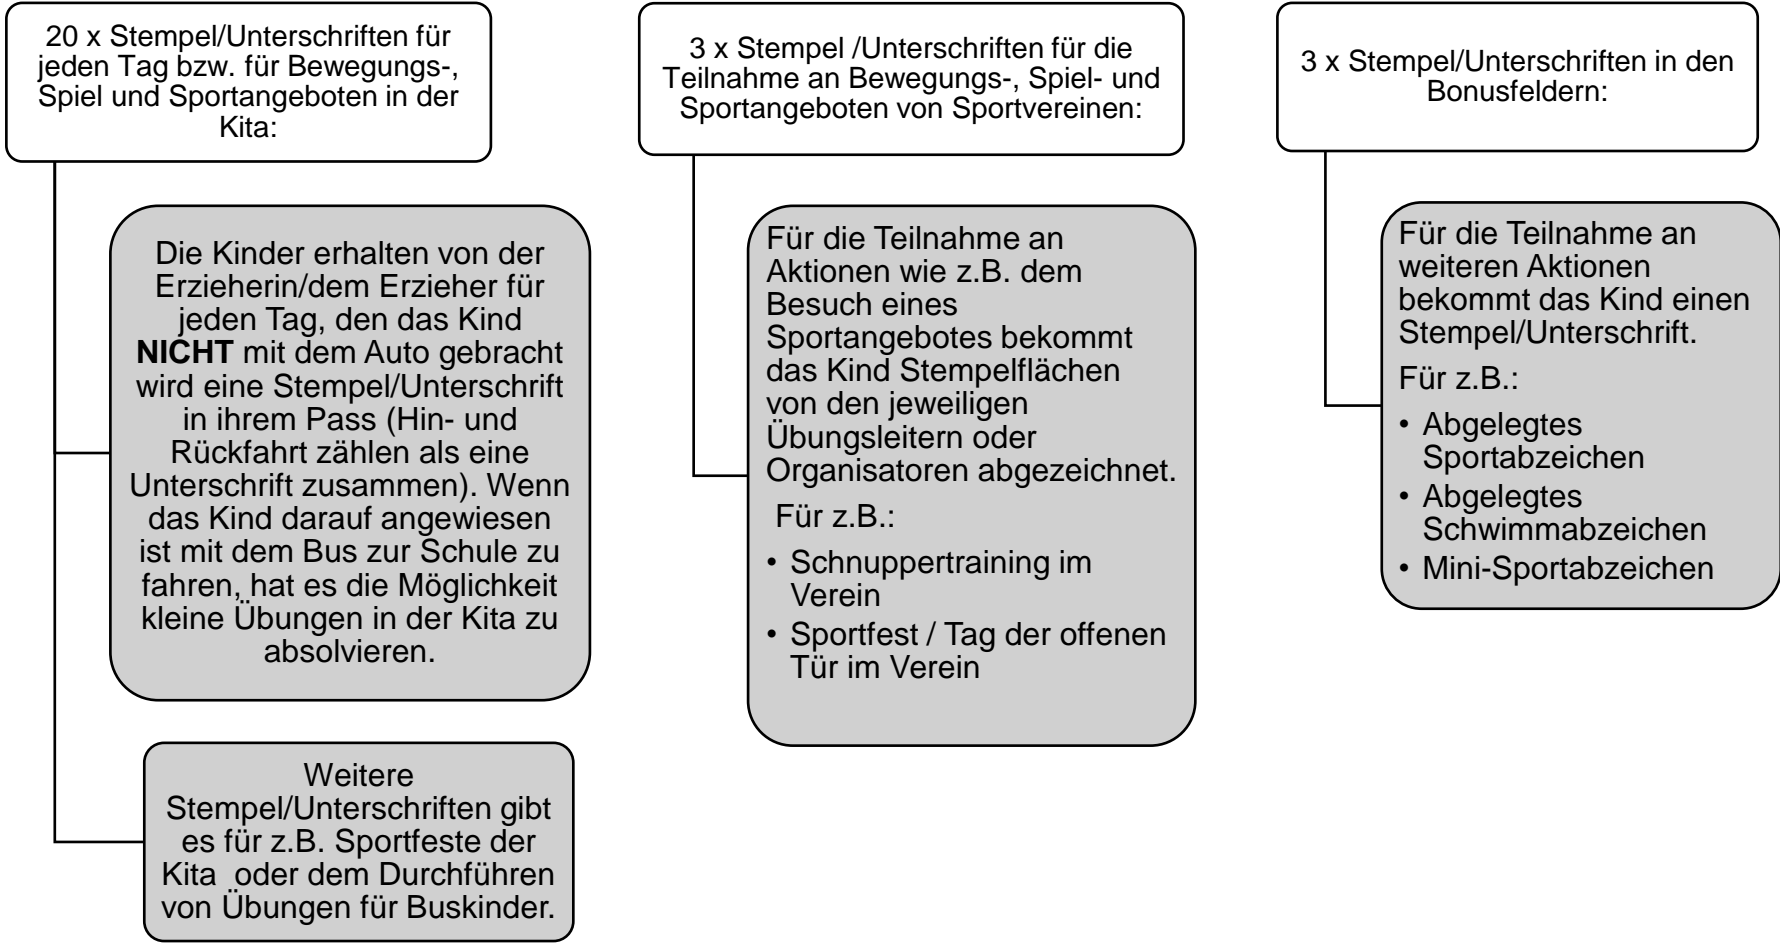 20 x Stempel/Unterschriften für
jeden Tag bzw. für Bewegungs-,
Spiel und Sportangeboten in der
Kita:
Die Kinder erhalten von der
Erzieherin/dem Erzieher für
jeden Tag, den das Kind
NICHT mit dem Auto gebracht
wird eine Stempel/Unterschrift
in ihrem Pass (Hin- und
Rückfahrt zählen als eine
Unterschrift zusammen). Wenn
das Kind darauf angewiesen
ist mit dem Bus zur Schule zu
fahren, hat es die Möglichkeit
kleine Übungen in der Kita zu
absolvieren.
Weitere
Stempel/Unterschriften gibt
es für z.B. Sportfeste der
Kita oder dem Durchführen
von Übungen für Buskinder.
3 x Stempel /Unterschriften für die
Teilnahme an Bewegungs-, Spiel- und
Sportangeboten von Sportvereinen:
Für die Teilnahme an
Aktionen wie z.B. dem
Besuch eines
Sportangebotes bekommt
das Kind Stempelflächen
von den jeweiligen
Übungsleitern oder
Organisatoren abgezeichnet.
Für z.B.:
• Schnuppertraining im
Verein
• Sportfest / Tag der offenen
Tür im Verein
3 x Stempel/Unterschriften in den
Bonusfeldern:
Für die Teilnahme an
weiteren Aktionen
bekommt das Kind einen
Stempel/Unterschrift.
Für z.B.:
• Abgelegtes
Sportabzeichen
• Abgelegtes
Schwimmabzeichen
• Mini-Sportabzeichen